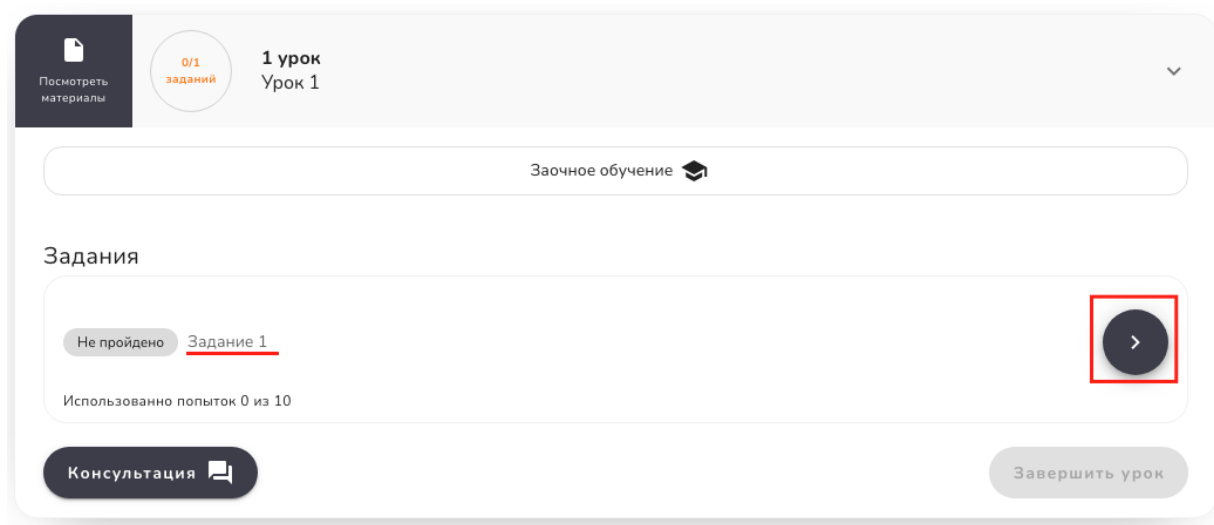 Посмотреть
материалы
0/1
заданий
1 урок
Урок 1
Заочное обучение
Задания
Не пройдено Задание 1
Использованно попыток 0 из 10
Консультация
Завершить урок